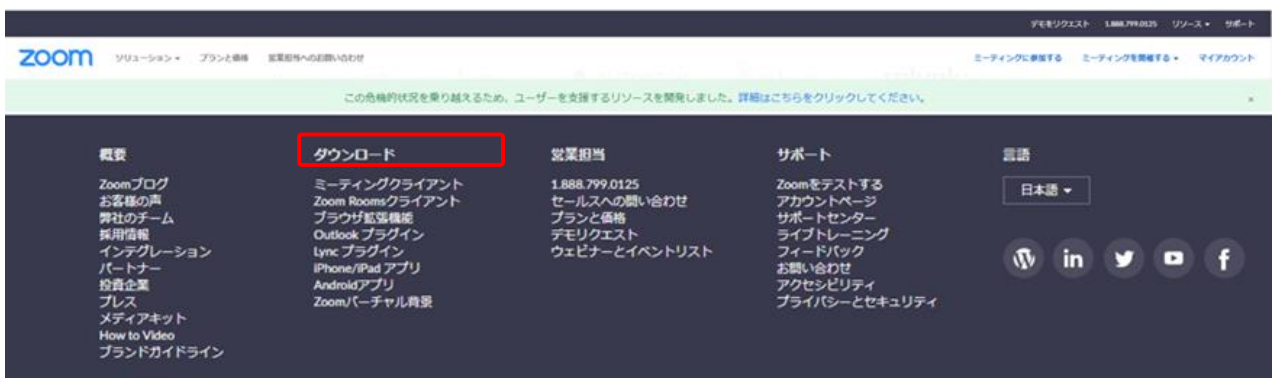 デモをリクエスト 1.888.799.0125 リソース サポート
zoom ソリューション プランと価格 営業担当へのお問い合わせ ミーティングに参加する ミーティングを開催する マイアカウント
この危機的状況を乗り越えるため、ユーザーを支援するリソースを開発しました。詳細はこちらをクリックしてください。 ×
概要
Zoomブログ
お客様の声
弊社のチーム
採用情報
インテグレーション
パートナー
投資企業
プレス
メディアキット
How to Video
ブランドガイドライン
ダウンロード
ミーティングクライアント
Zoom Roomsクライアント
ブラウザ拡張機能
Outlook プラグイン
Lync プラグイン
iPhone/iPad アプリ
Androidアプリ
Zoomバーチャル背景
営業担当
1.888.799.0125
セールスへの問い合わせ
プランと価格
デモリクエスト
ウェビナーとイベントリスト
サポート
Zoomをテストする
アカウントページ
サポートセンター
ライブトレーニング
フィードバック
お問い合わせ
アクセシビリティ
プライバシーとセキュリティ
言語
日本語